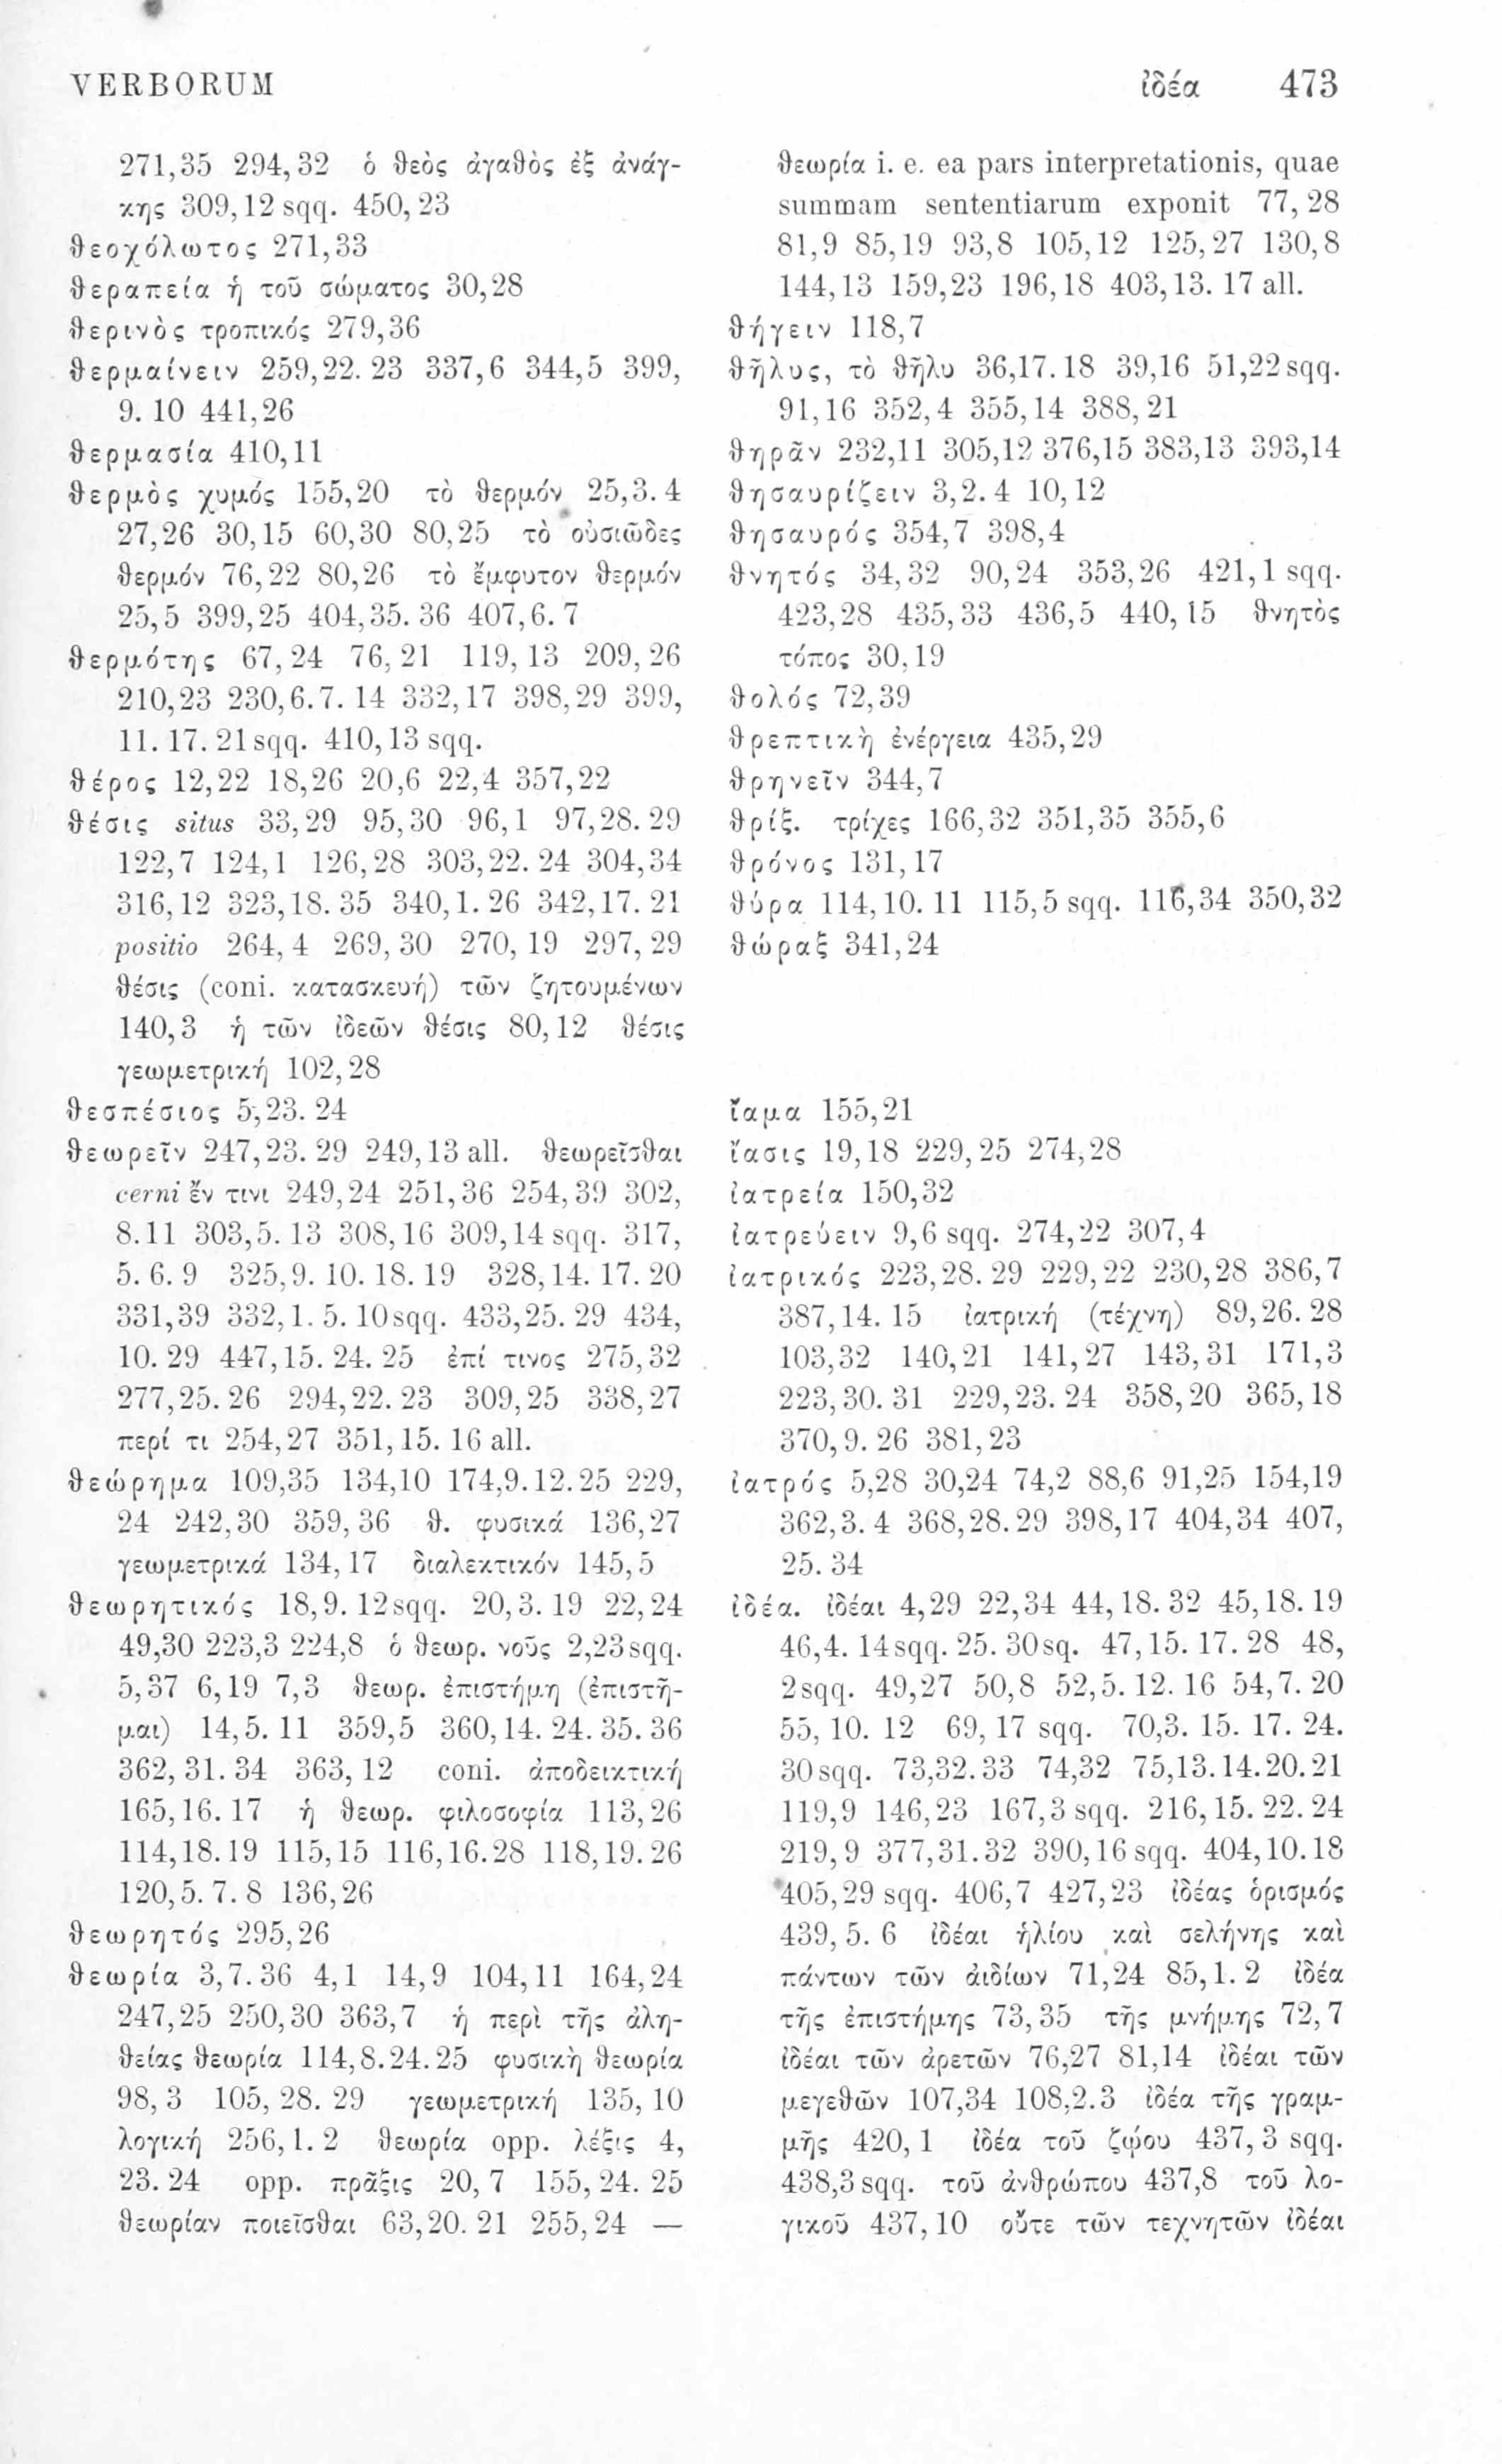 VERBORUM ἰδέα 473
271,35 294,32 ὁ θεὸς ἀγαθὸς ἐξ ἀνάγ-
κης 309,12 sqq. 450,23
θεοχόλωτος 271,33
θεραπεία ἡ τοῦ σώματος 30,28
θερινὸς τροπικός 279,36
θερμαίνειν 259,22. 23 337,6 344,5 399,
9. 10 441,26
θερμασία 410,11
θερμὸς χυμός 155,20 τὸ θερμόν 25,3. 4
27,26 30,15 60,30 80,25 τὸ οὐσιῶδες
θερμόν 76,22 80,26 τὸ ἔμφυτον θερμόν
25,5 399,25 404,35. 36 407,6. 7
θερμότης 67,24 76,21 119,13 209,26
210,23 230,6. 7. 14 332,17 398,29 399,
11. 17. 21 sqq. 410,13 sqq.
θέρος 12,22 18,26 20,6 22,4 357,22
θέσις situs 33,29 95,30 96,1 97,28. 29
122,7 124,1 126,28 303,22. 24 304,34
316,12 323,18. 35 340,1. 26 342,17. 21
positio 264,4 269,30 270,19 297,29
θέσις (coni. κατασκευή) τῶν ζητουμένων
140,3 ἡ τῶν ἰδεῶν θέσις 80,12 θέσις
γεωμετρική 102,28
θεσπέσιος 5,23. 24
θεωρεῖν 247,23. 29 249,13 all. θεωρεῖσθαι
cerni ἔν τινι 249,24 251,36 254,39 302,
8. 11 303,5. 13 308,16 309,14 sqq. 317,
5. 6. 9 325,9. 10. 18. 19 328,14. 17. 20
331,39 332,1. 5. 10 sqq. 433,25. 29 434,
10. 29 447,15. 24. 25 ἐπί τινος 275,32
277,25. 26 294,22. 23 309,25 338,27
περί τι 254,27 351,15. 16 all.
θεώρημα 109,35 134,10 174,9. 12. 25 229,
24 242,30 359,36 θ. φυσικά 136,27
γεωμετρικά 134,17 διαλεκτικόν 145,5
θεωρητικός 18,9. 12 sqq. 20,3. 19 22,24
49,30 223,3 224,8 ὁ θεωρ. νοῦς 2,23 sqq.
5,37 6,19 7,3 θεωρ. ἐπιστήμη (ἐπιστῆ-
μαι) 14,5. 11 359,5 360,14. 24. 35. 36
362,31. 34 363,12 coni. ἀποδεικτική
165,16. 17 ἡ θεωρ. φιλοσοφία 113,26
114,18. 19 115,15 116,16. 28 118,19. 26
120,5. 7. 8 136,26
θεωρητός 295,26
θεωρία 3,7. 36 4,1 14,9 104,11 164,24
247,25 250,30 363,7 ἡ περὶ τῆς ἀλη-
θείας θεωρία 114,8. 24. 25 φυσικὴ θεωρία
98,3 105,28. 29 γεωμετρική 135,10
λογική 256,1. 2 θεωρία opp. λέξις 4,
23. 24 opp. πρᾶξις 20,7 155,24. 25
θεωρίαν ποιεῖσθαι 63,20. 21 255,24 —
θεωρία i. e. ea pars interpretationis, quae
summam sententiarum exponit 77,28
81,9 85,19 93,8 105,12 125,27 130,8
144,13 159,23 196,18 403,13. 17 all.
θήγειν 118,7
θῆλυς, τὸ θῆλυ 36,17. 18 39,16 51,22 sqq.
91,16 352,4 355,14 388,21
θηρᾶν 232,11 305,12 376,15 383,13 393,14
θησαυρίζειν 3,2. 4 10,12
θησαυρός 354,7 398,4
θνητός 34,32 90,24 353,26 421,1 sqq.
423,28 435,33 436,5 440,15 θνητὸς
τόπος 30,19
θολός 72,39
θρεπτικὴ ἐνέργεια 435,29
θρηνεῖν 344,7
θρίξ. τρίχες 166,32 351,35 355,6
θρόνος 131,17
θύρα 114,10. 11 115,5 sqq. 116,34 350,32
θώραξ 341,24
ἴαμα 155,21
ἴασις 19,18 229,25 274,28
ἰατρεία 150,32
ἰατρεύειν 9,6 sqq. 274,22 307,4
ἰατρικός 223,28. 29 229,22 230,28 386,7
387,14. 15 ἰατρική (τέχνη) 89,26. 28
103,32 140,21 141,27 143,31 171,3
223,30. 31 229,23. 24 358,20 365,18
370,9. 26 381,23
ἰατρός 5,28 30,24 74,2 88,6 91,25 154,19
362,3. 4 368,28. 29 398,17 404,34 407,
25. 34
ἰδέα. ἰδέαι 4,29 22,34 44,18. 32 45,18. 19
46,4. 14 sqq. 25. 30 sq. 47,15. 17. 28 48,
2 sqq. 49,27 50,8 52,5. 12. 16 54,7. 20
55,10. 12 69,17 sqq. 70,3. 15. 17. 24.
30 sqq. 73,32. 33 74,32 75,13. 14. 20. 21
119,9 146,23 167,3 sqq. 216,15. 22. 24
219,9 377,31. 32 390,16 sqq. 404,10. 18
405,29 sqq. 406,7 427,23 ἰδέας ὁρισμός
439,5. 6 ἰδέαι ἡλίου καὶ σελήνης καὶ
πάντων τῶν ἀιδίων 71,24 85,1. 2 ἰδέα
τῆς ἐπιστήμης 73,35 τῆς μνήμης 72,7
ἰδέαι τῶν ἀρετῶν 76,27 81,14 ἰδέαι τῶν
μεγεθῶν 107,34 108,2. 3 ἰδέα τῆς γραμ-
μῆς 420,1 ἰδέα τοῦ ζῴου 437,3 sqq.
438,3 sqq. τοῦ ἀνθρώπου 437,8 τοῦ λο-
γικοῦ 437,10 οὔτε τῶν τεχνητῶν ἰδέαι